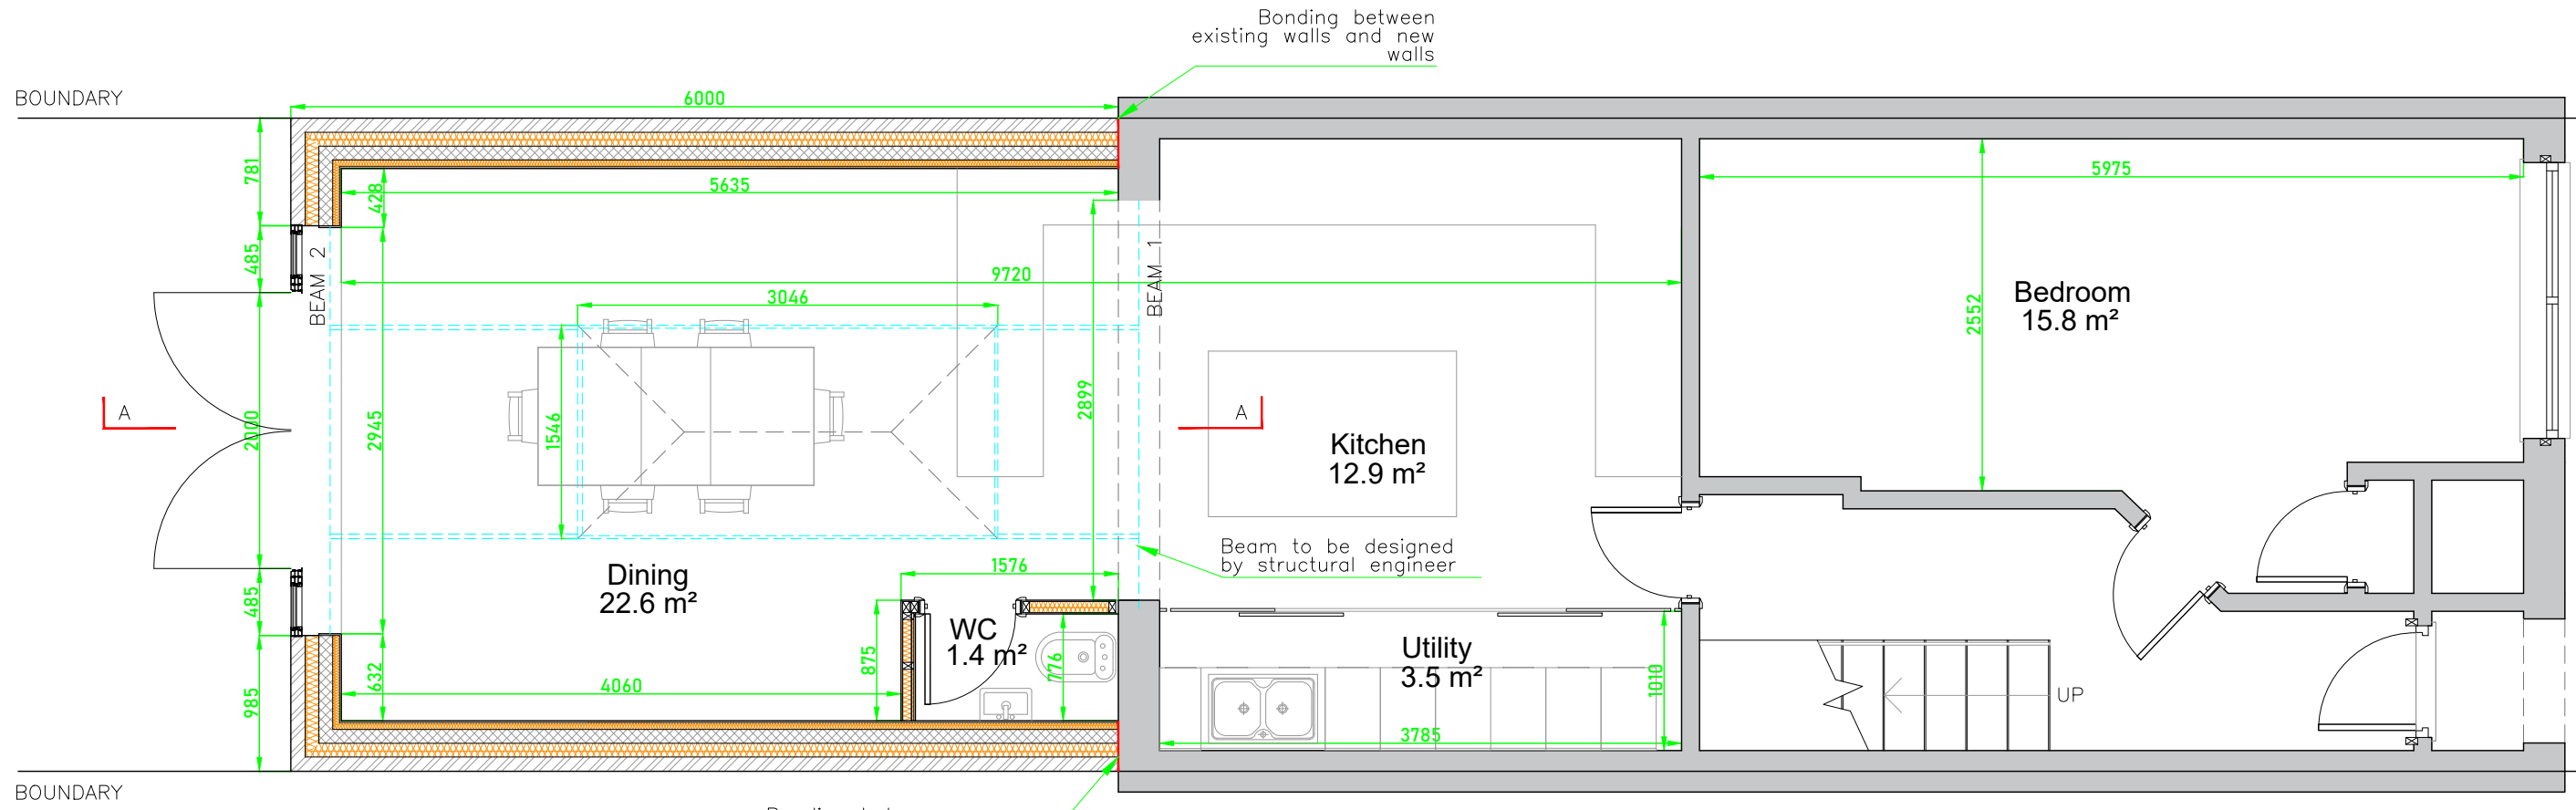 Bonding between
existing walls and new
walls
BOUNDARY
6000
781
428
5635
5975
485
BEAM 2
BEAM 1
9720
3046
2552
Bedroom
15.8 m²
A
2000
2945
1546
2899
A
Kitchen
12.9 m²
Beam to be designed
by structural engineer
Dining
22.6 m²
1576
485
WC
1.4 m²
875
776
632
4060
985
Utility
3.5 m²
1010
3785
UP
BOUNDARY